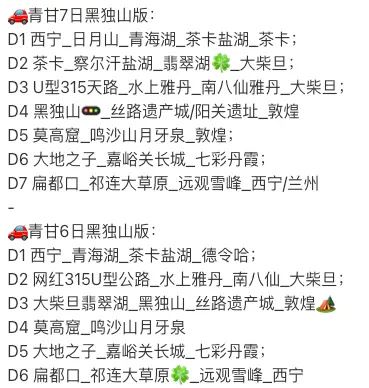 🚗青甘7日黑独山版：
D1 西宁_日月山_青海湖_茶卡盐湖_茶卡；
D2 茶卡_察尔汗盐湖_翡翠湖🍀_大柴旦；
D3 U型315天路_水上雅丹_南八仙雅丹_大柴旦；
D4 黑独山🚥_丝路遗产城/阳关遗址_敦煌
D5 莫高窟_鸣沙山月牙泉_敦煌；
D6 大地之子_嘉峪关长城_七彩丹霞；
D7 扁都口_祁连大草原_远观雪峰_西宁/兰州
-
🚗青甘6日黑独山版：
D1 西宁_青海湖_茶卡盐湖_德令哈；
D2 网红315U型公路_水上雅丹_南八仙_大柴旦；
D3 大柴旦翡翠湖_黑独山_丝路遗产城_敦煌🏕
D4 莫高窟_鸣沙山月牙泉
D5 大地之子_嘉峪关长城_七彩丹霞；
D6 扁都口_祁连大草原🍀_远观雪峰_西宁